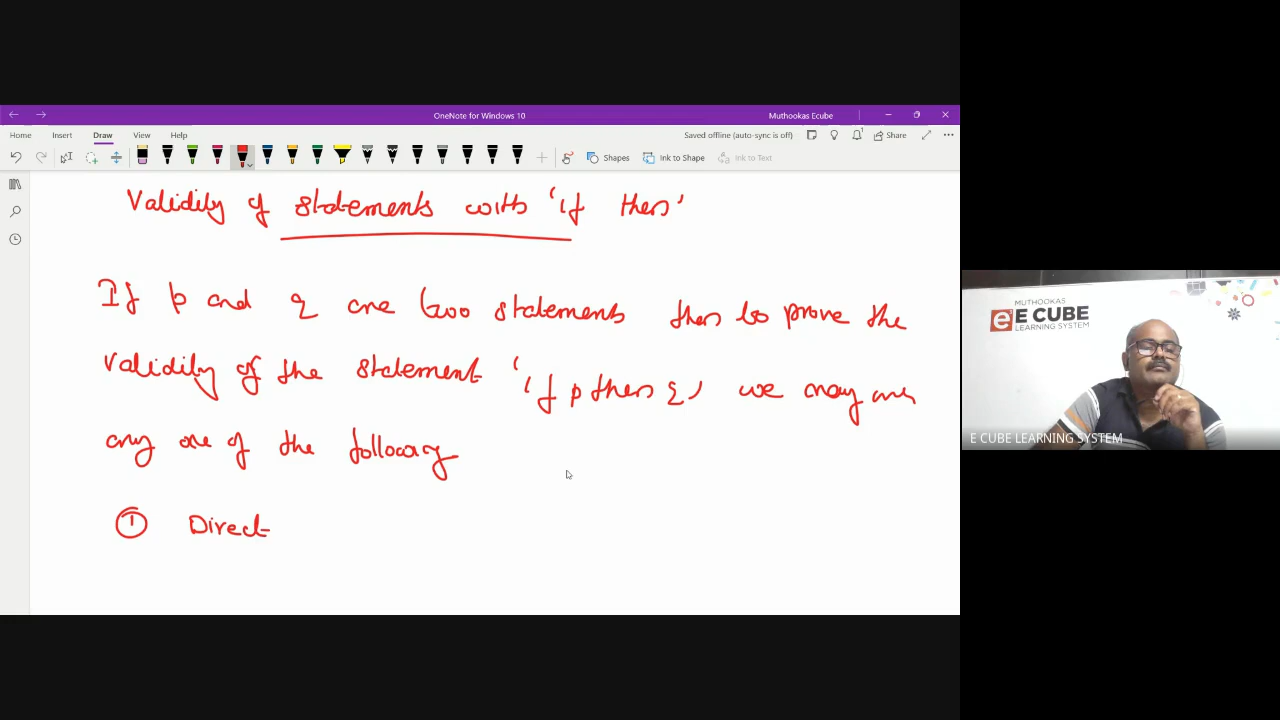 OneNote for Windows 10
Muthookas Ecube
Home Insert Draw View Help
Saved offline (auto-sync is off)
Share
Shapes
Ink to Shape
Ink to Text
Validity of statements with 'if then'
If p and q are two statements then to prove the
validity of the statement 'if p then q' we may
any one of the following
① Direct
MUTHOOKAS
E CUBE
LEARNING SYSTEM
E CUBE LEARNING SYSTEM